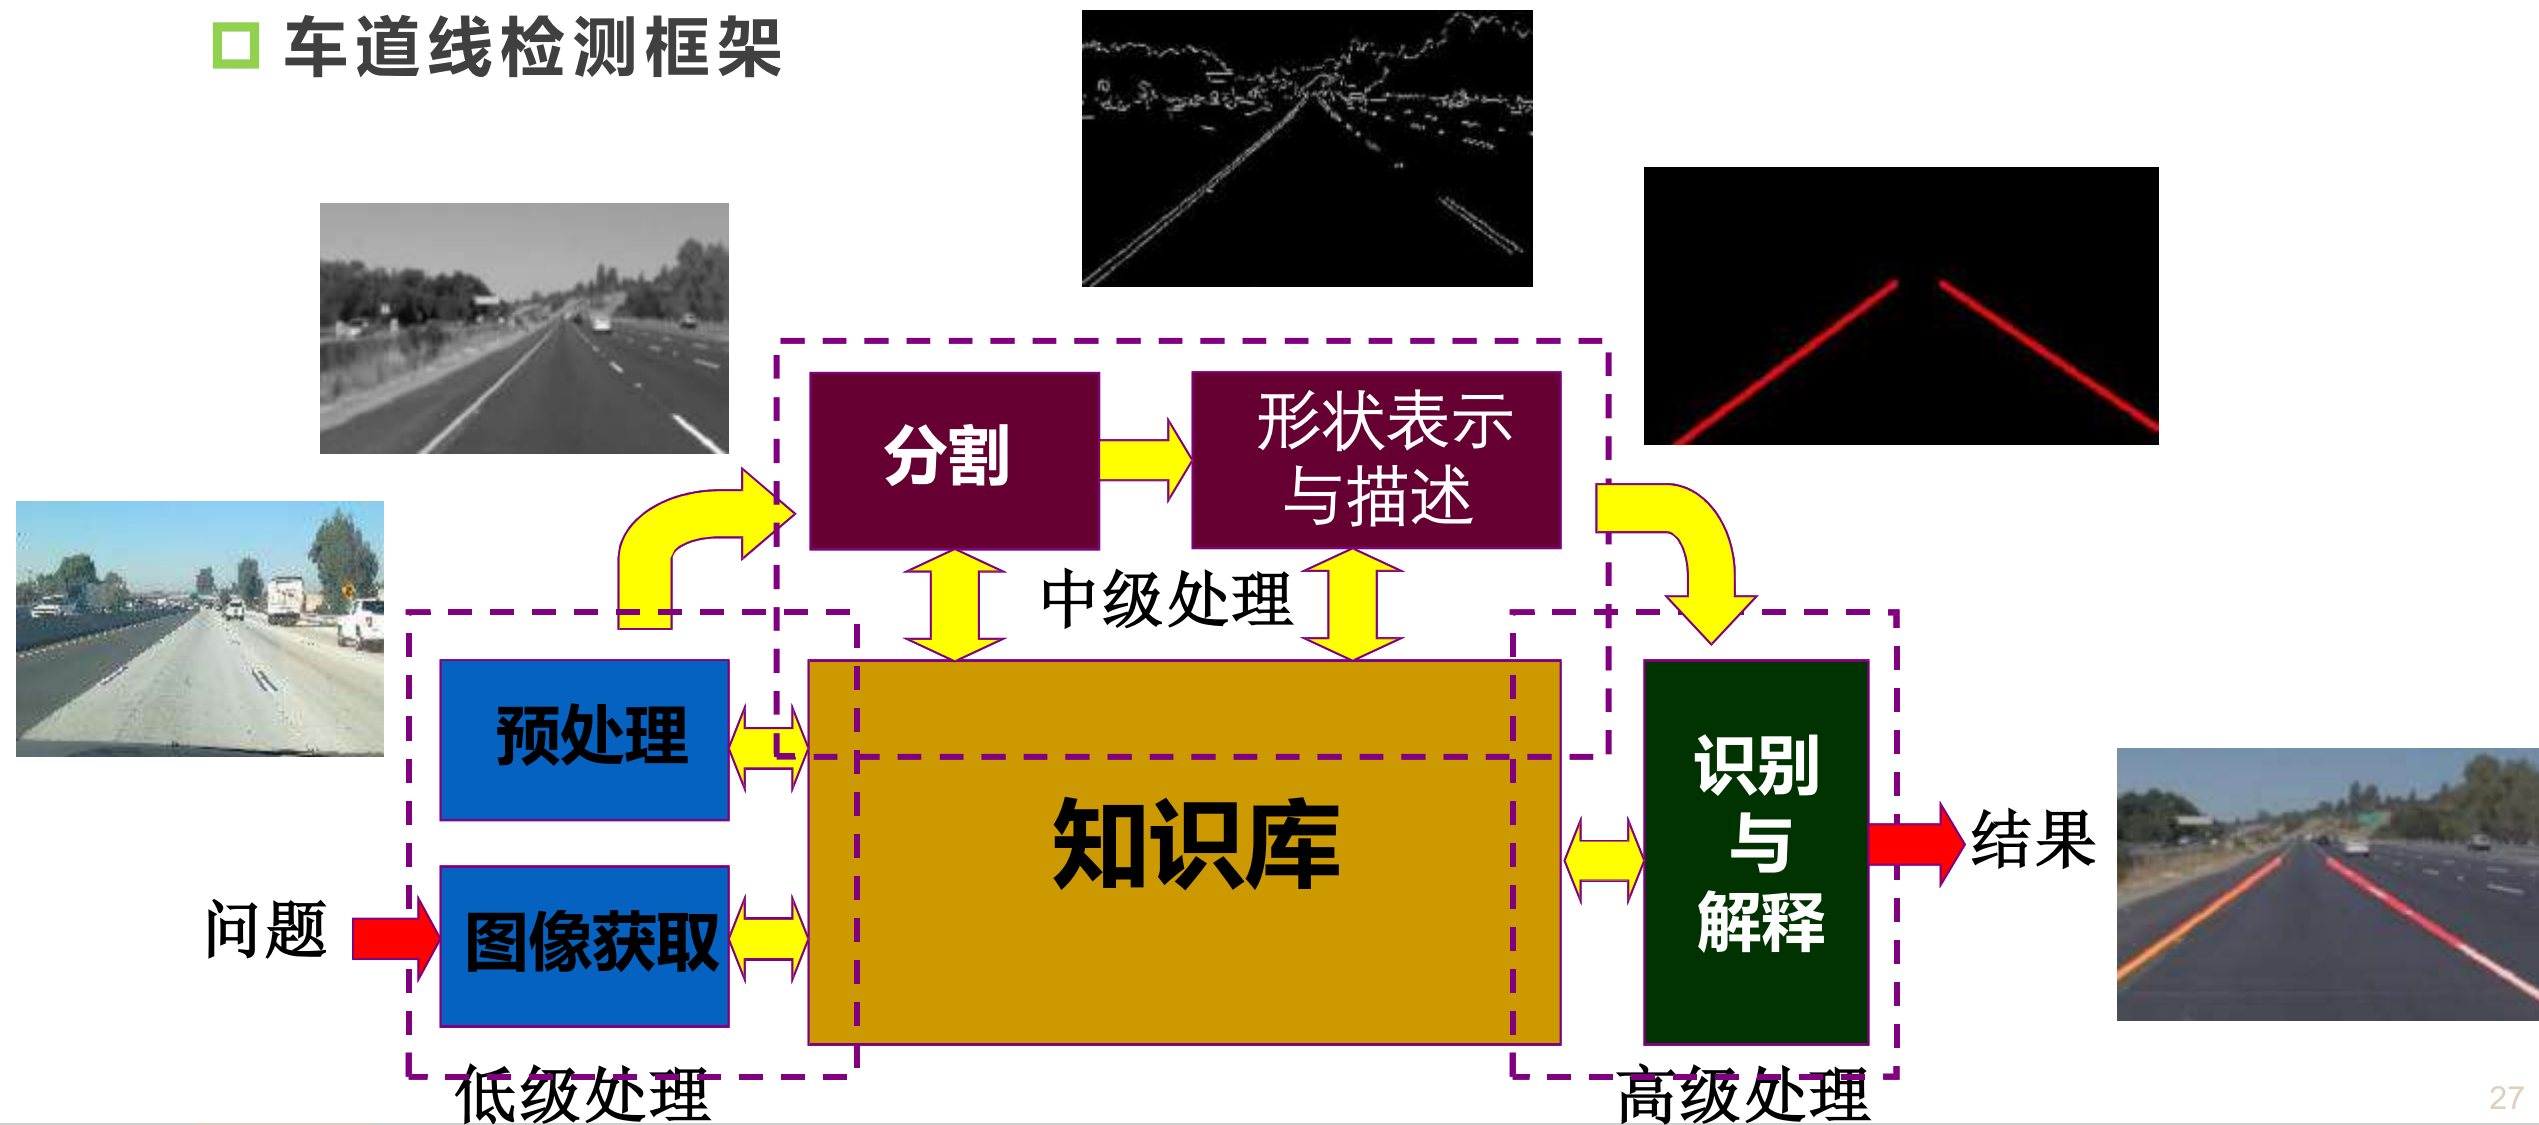 车道线检测框架
分割
形状表示
与描述
中级处理
预处理
知识库
识别
与
解释
结果
问题
图像获取
低级处理
高级处理
27